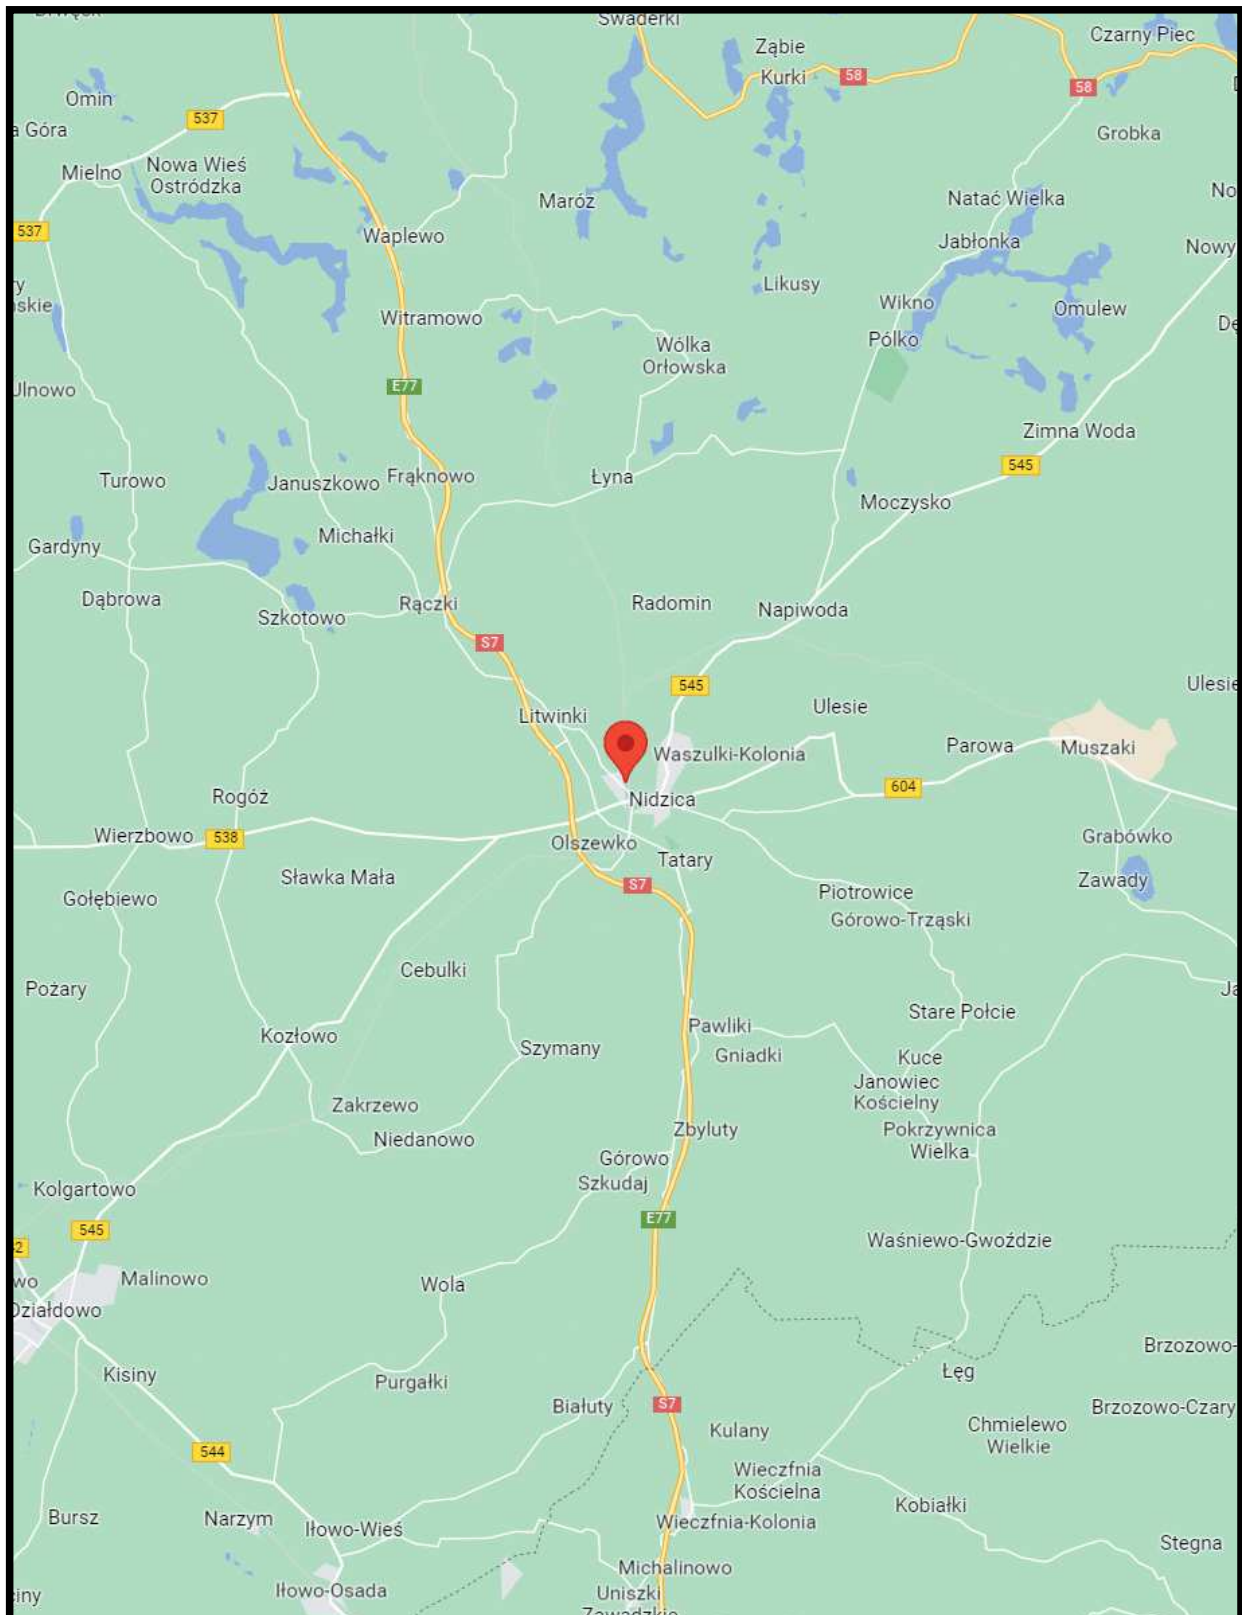 Swaderki
Ząbie
Kurki
58
Czarny Piec
58
Omin
537
Góra
Grobka
Mielno
Nowa Wieś
Ostródzka
Natać Wielka
Maróz
537
Waplewo
Jabłonka
Nowy
Likusy
skie
Wikno
Omulew
Witramowo
Pólko
Wólka
Orłowska
E77
Ulnowo
Zimna Woda
545
Turowo
Januszkowo
Frąknowo
Łyna
Moczysko
Michałki
Gardyny
Dąbrowa
Rączki
Radomin
Napiwoda
Szkotowo
S7
545
Ulesie
Ulesie
Litwinki
Waszulki-Kolonia
Parowa
Muszaki
604
Rogóż
Nidzica
Wierzbowo
538
Olszewko
Grabówko
Tatary
Sławka Mała
S7
Zawady
Gołębiewo
Piotrowice
Górowo-Trząski
Cebulki
Pożary
Stare Połcie
Kozłowo
Pawliki
Szymany
Gniadki
Kuce
Janowiec
Kościelny
Zakrzewo
Niedanowo
Zbyluty
Pokrzywnica
Wielka
Górowo
Szkudaj
Kolgartowo
E77
545
Waśniewo-Gwoździe
wo
Malinowo
Wola
Działdowo
Brzozowo-
Kisiny
Purgałki
Łęg
Białuty
S7
Brzozowo-Czary
Kulany
Chmielewo
Wielkie
544
Wieczfnia
Kościelna
Kobiałki
Bursz
Narzym
Iłowo-Wieś
Wieczfnia-Kolonia
Stegna
Michalinowo
Iłowo-Osada
Uniszki
Zawadzkie
iny